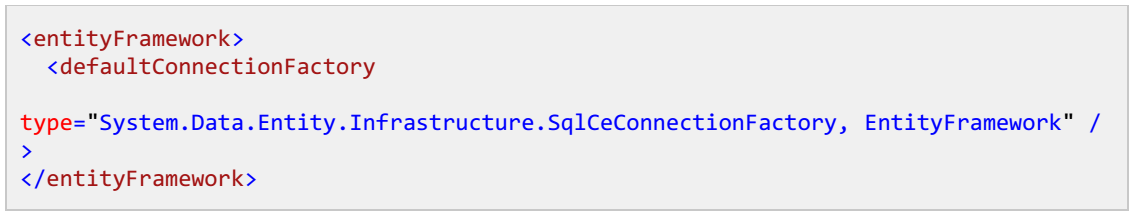 <entityFramework>
  <defaultConnectionFactory

type="System.Data.Entity.Infrastructure.SqlCeConnectionFactory, EntityFramework" /
>
</entityFramework>